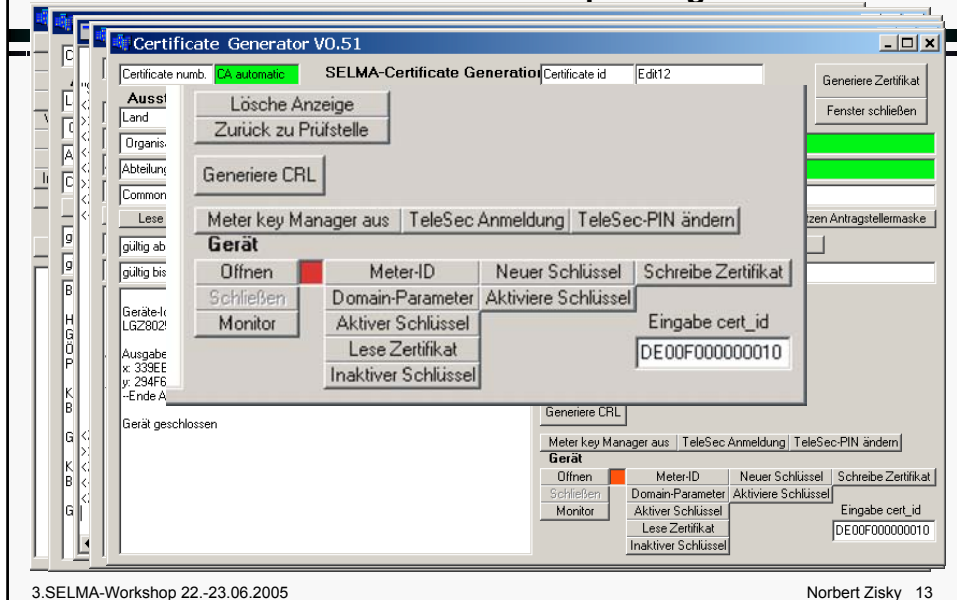 Certificate Generator V0.51
Certificate numb. CA automatic SELMA-Certificate Generation Certificate id Edit12
Generiere Zertifikat
Fenster schließen
Land
Abteilung
Lese
gültig ab
gültig bis
tzen Antragstellermaske
Lösche Anzeige
Zurück zu Prüfstelle
Generiere CRL
Meter key Manager aus TeleSec Anmeldung TeleSec-PIN ändern
Gerät
Öffnen Meter-ID Neuer Schlüssel Schreibe Zertifikat
Schließen Domain-Parameter Aktiviere Schlüssel
Monitor Aktiver Schlüssel Eingabe cert_id
Lese Zertifikat DE00F000000010
Inaktiver Schlüssel
Ausgabe
--Ende A
Gerät geschlossen
Generiere CRL
Meter key Manager aus TeleSec Anmeldung TeleSec-PIN ändern
Gerät
Öffnen Meter-ID Neuer Schlüssel Schreibe Zertifikat
Schließen Domain-Parameter Aktiviere Schlüssel
Monitor Aktiver Schlüssel Eingabe cert_id
Lese Zertifikat DE00F000000010
Inaktiver Schlüssel
3.SELMA-Workshop 22.-23.06.2005 Norbert Zisky 13